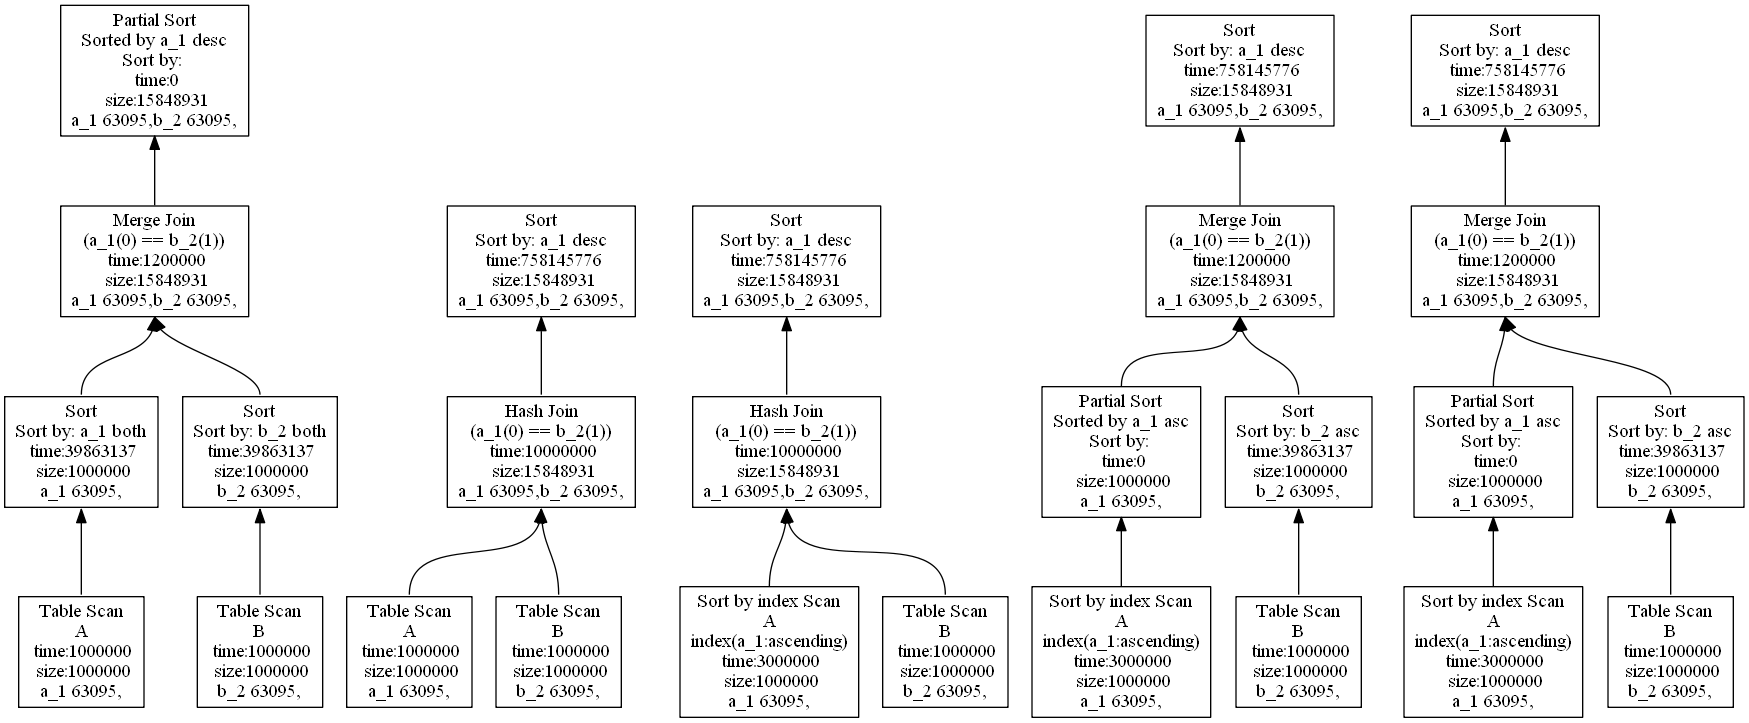 Partial Sort
Sorted by a_1 desc
Sort by:
time:0
size:15848931
a_1 63095,b_2 63095,
Merge Join
(a_1(0) == b_2(1))
time:1200000
size:15848931
a_1 63095,b_2 63095,
Sort
Sort by: a_1 both
time:39863137
size:1000000
a_1 63095,
Sort
Sort by: b_2 both
time:39863137
size:1000000
b_2 63095,
Table Scan
A
time:1000000
size:1000000
a_1 63095,
Table Scan
B
time:1000000
size:1000000
b_2 63095,
Sort
Sort by: a_1 desc
time:758145776
size:15848931
a_1 63095,b_2 63095,
Hash Join
(a_1(0) == b_2(1))
time:10000000
size:15848931
a_1 63095,b_2 63095,
Table Scan
A
time:1000000
size:1000000
a_1 63095,
Table Scan
B
time:1000000
size:1000000
b_2 63095,
Sort
Sort by: a_1 desc
time:758145776
size:15848931
a_1 63095,b_2 63095,
Hash Join
(a_1(0) == b_2(1))
time:10000000
size:15848931
a_1 63095,b_2 63095,
Sort by index Scan
A
index(a_1:ascending)
time:3000000
size:1000000
a_1 63095,
Table Scan
B
time:1000000
size:1000000
b_2 63095,
Sort
Sort by: a_1 desc
time:758145776
size:15848931
a_1 63095,b_2 63095,
Merge Join
(a_1(0) == b_2(1))
time:1200000
size:15848931
a_1 63095,b_2 63095,
Partial Sort
Sorted by a_1 asc
Sort by:
time:0
size:1000000
a_1 63095,
Sort
Sort by: b_2 asc
time:39863137
size:1000000
b_2 63095,
Sort by index Scan
A
index(a_1:ascending)
time:3000000
size:1000000
a_1 63095,
Table Scan
B
time:1000000
size:1000000
b_2 63095,
Sort
Sort by: a_1 desc
time:758145776
size:15848931
a_1 63095,b_2 63095,
Merge Join
(a_1(0) == b_2(1))
time:1200000
size:15848931
a_1 63095,b_2 63095,
Partial Sort
Sorted by a_1 asc
Sort by:
time:0
size:1000000
a_1 63095,
Sort
Sort by: b_2 asc
time:39863137
size:1000000
b_2 63095,
Sort by index Scan
A
index(a_1:ascending)
time:3000000
size:1000000
a_1 63095,
Table Scan
B
time:1000000
size:1000000
b_2 63095,